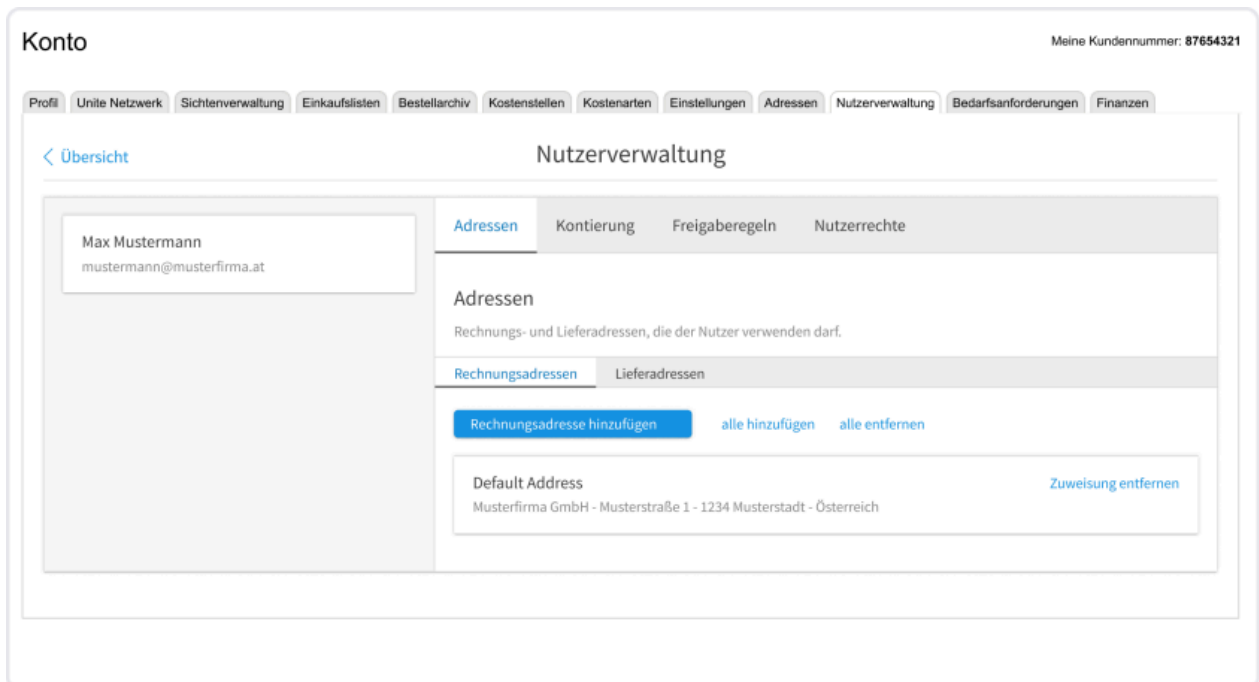 Konto
Meine Kundennummer: 87654321
Profil Unite Netzwerk Sichtenverwaltung Einkaufslisten Bestellarchiv Kostenstellen Kostenarten Einstellungen Adressen Nutzerverwaltung Bedarfsanforderungen Finanzen
Übersicht
Nutzerverwaltung
Max Mustermann
mustermann@musterfirma.at
Adressen Kontierung Freigaberegeln Nutzerrechte
Adressen
Rechnungs- und Lieferadressen, die der Nutzer verwenden darf.
Rechnungsadressen Lieferadressen
Rechnungsadresse hinzufügen alle hinzufügen alle entfernen
Default Address Zuweisung entfernen
Musterfirma GmbH - Musterstraße 1 - 1234 Musterstadt - Österreich